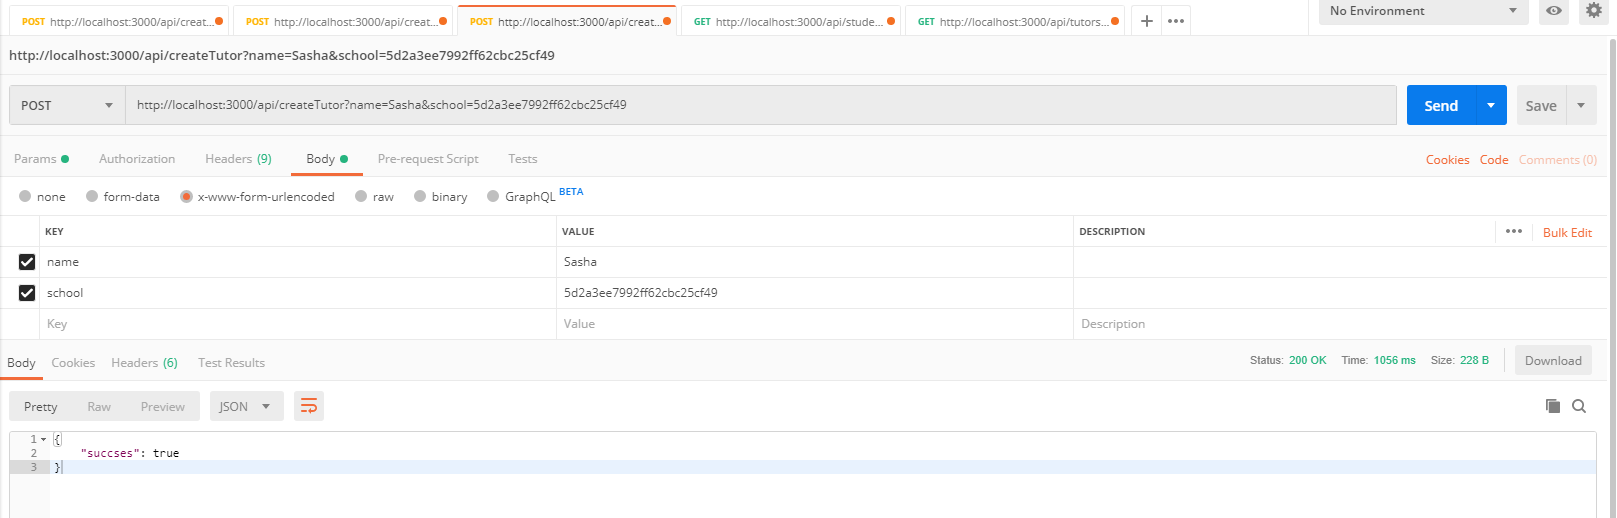 POST http://localhost:3000/api/creat... POST http://localhost:3000/api/creat... POST http://localhost:3000/api/creat... GET http://localhost:3000/api/stude... GET http://localhost:3000/api/tutors... + ••• No Environment
http://localhost:3000/api/createTutor?name=Sasha&school=5d2a3ee7992ff62cbc25cf49
POST http://localhost:3000/api/createTutor?name=Sasha&school=5d2a3ee7992ff62cbc25cf49 Send Save
Params Authorization Headers (9) Body Pre-request Script Tests Cookies Code Comments (0)
none form-data x-www-form-urlencoded raw binary GraphQL BETA
KEY VALUE DESCRIPTION ••• Bulk Edit
name Sasha
school 5d2a3ee7992ff62cbc25cf49
Key Value Description
Body Cookies Headers (6) Test Results Status: 200 OK Time: 1056 ms Size: 228 B Download
Pretty Raw Preview JSON
1 {
2 "succses": true
3 }